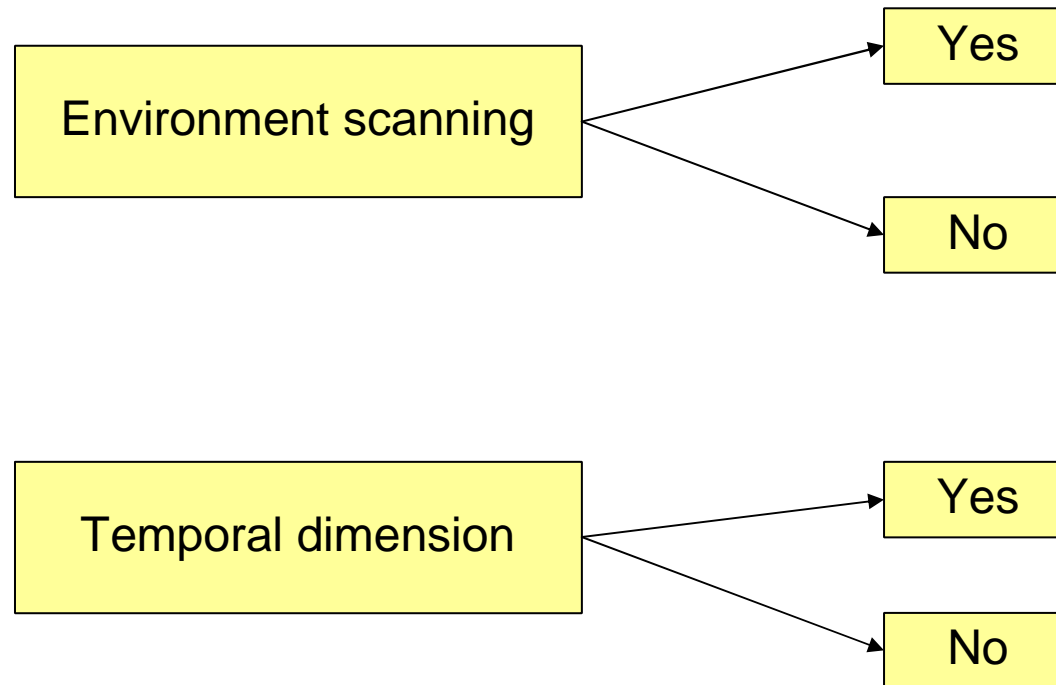 Environment scanning
Yes
No
Temporal dimension
Yes
No